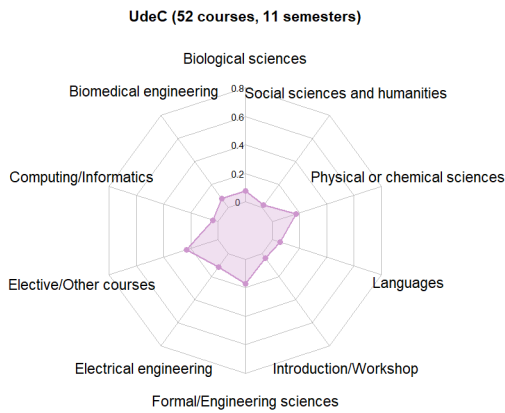 UdeC (52 courses, 11 semesters)
Biological sciences
Biomedical engineering
0.8
Social sciences and humanities
0.6
0.4
Computing/Informatics
0.2
Physical or chemical sciences
0
Elective/Other courses
Languages
Electrical engineering
Introduction/Workshop
Formal/Engineering sciences